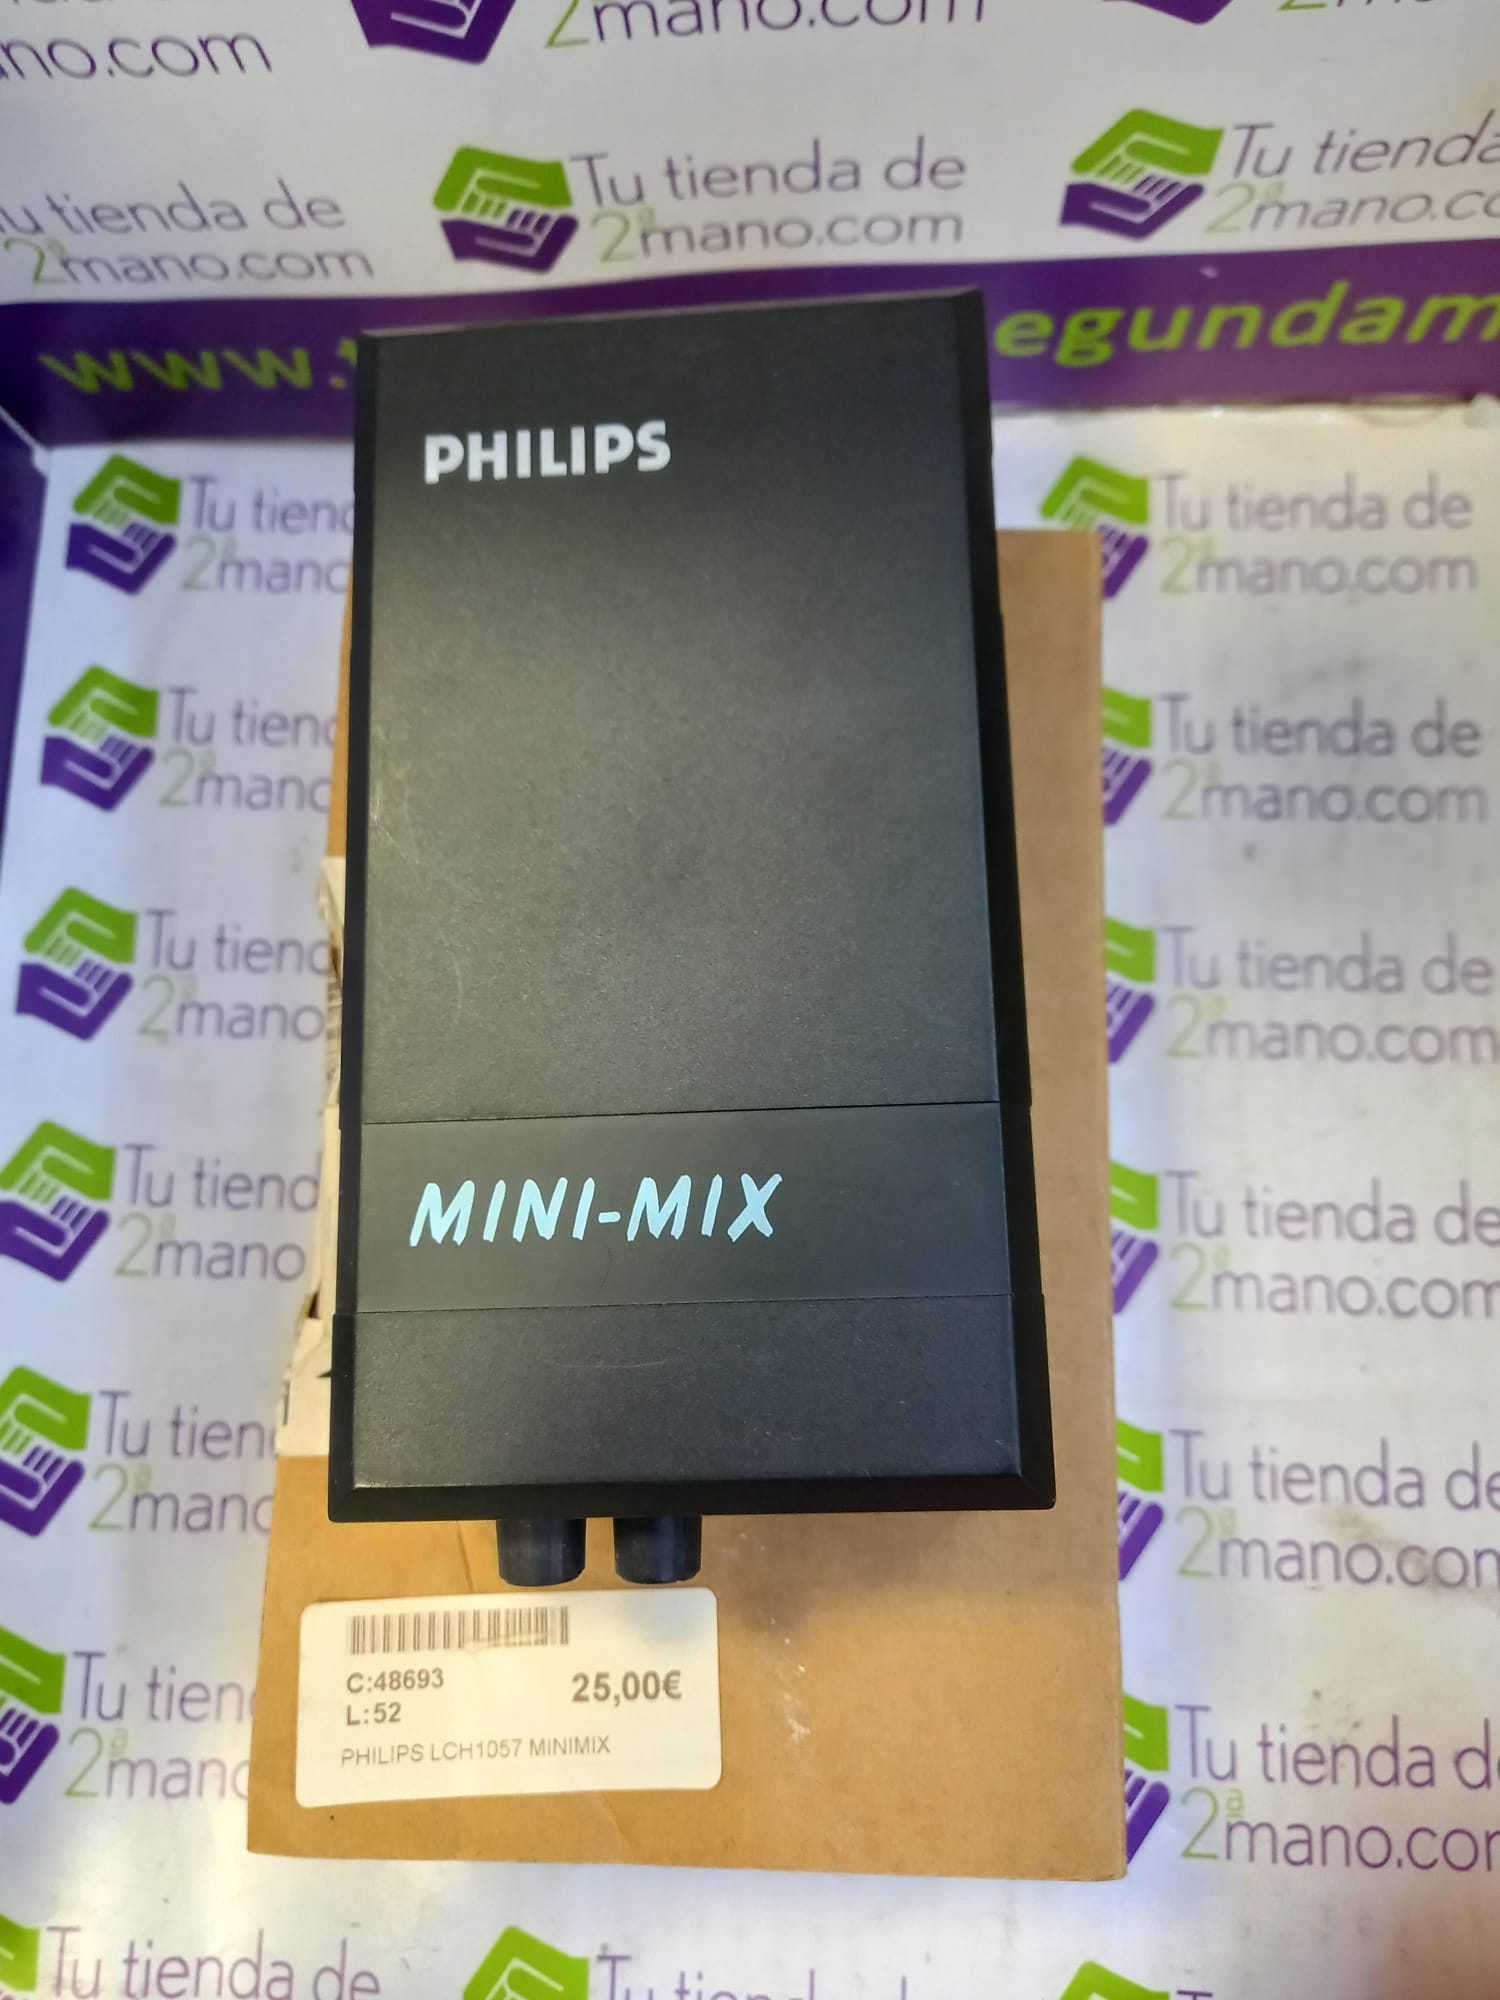 2ªmano.com
no.com
Tu tienda de
2ªmano.com
Tu tienda
2ªmano.co
u tienda de
2ªmano.com
www.
egundam
PHILIPS
Tu tiend
2ªmano
Tu tienda de
2ªmano.com
Tu tiend
2ªmano
Tu tienda de
2ªmano.com
Tu tiend
2ªmano
Tu tienda de
2ªmano.com
MINI-MIX
Tu tiend
2ªmano
Tu tienda de
2ªmano.com
Tu tien
2ªmano
Tu tienda de
2ªmano.com
C:48693
25,00€
L:52
PHILIPS LCH1057 MINIMIX
Tu tien
2ªmano
Tu tienda d
2ªmano.com
Tu tienda de